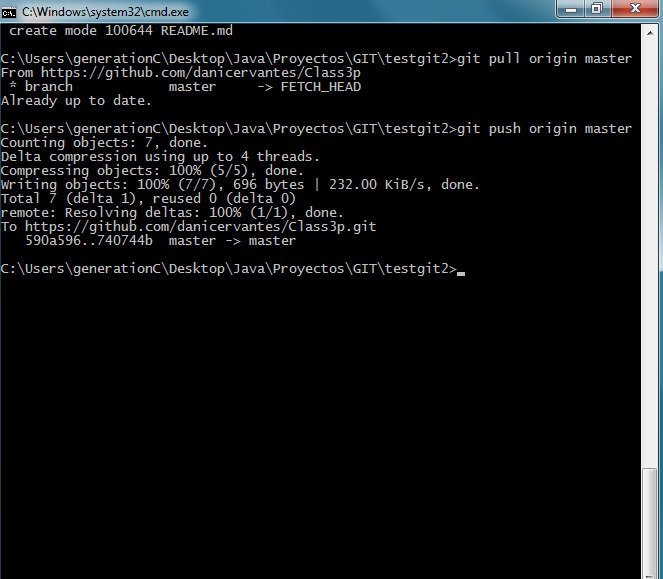 C:\Windows\system32\cmd.exe
create mode 100644 README.md
C:\Users\generationC\Desktop\Java\Proyectos\GIT\testgit2>git pull origin master
From https://github.com/danicervantes/Class3p
 * branch            master     -> FETCH_HEAD
Already up to date.
C:\Users\generationC\Desktop\Java\Proyectos\GIT\testgit2>git push origin master
Counting objects: 7, done.
Delta compression using up to 4 threads.
Compressing objects: 100% (5/5), done.
Writing objects: 100% (7/7), 696 bytes | 232.00 KiB/s, done.
Total 7 (delta 1), reused 0 (delta 0)
remote: Resolving deltas: 100% (1/1), done.
To https://github.com/danicervantes/Class3p.git
   590a596..740744b  master -> master
C:\Users\generationC\Desktop\Java\Proyectos\GIT\testgit2>